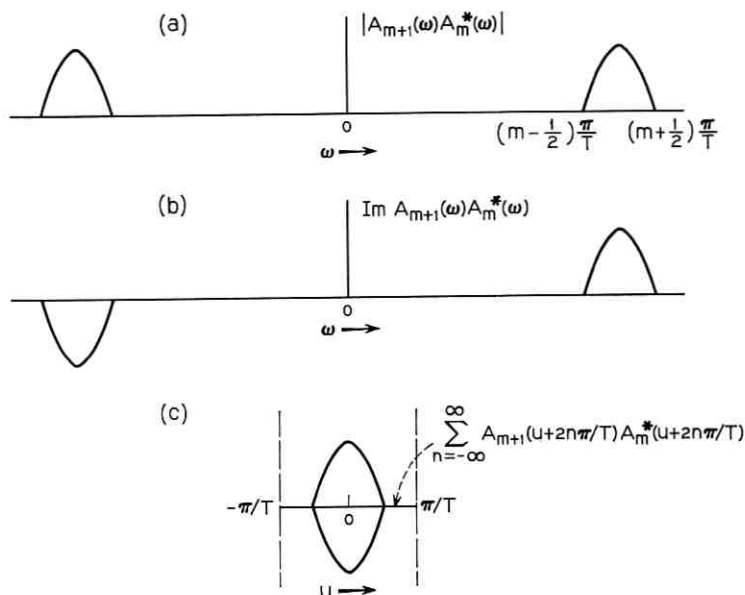 (a)
|A_{m+1}(ω)A_m^*(ω)|
0
ω
(m-1/2)π/T (m+1/2)π/T
(b)
Im A_{m+1}(ω)A_m^*(ω)
0
ω
(c)
∑_{n=-∞}^{∞} A_{m+1}(u+2nπ/T)A_m^*(u+2nπ/T)
-π/T 0 π/T
u